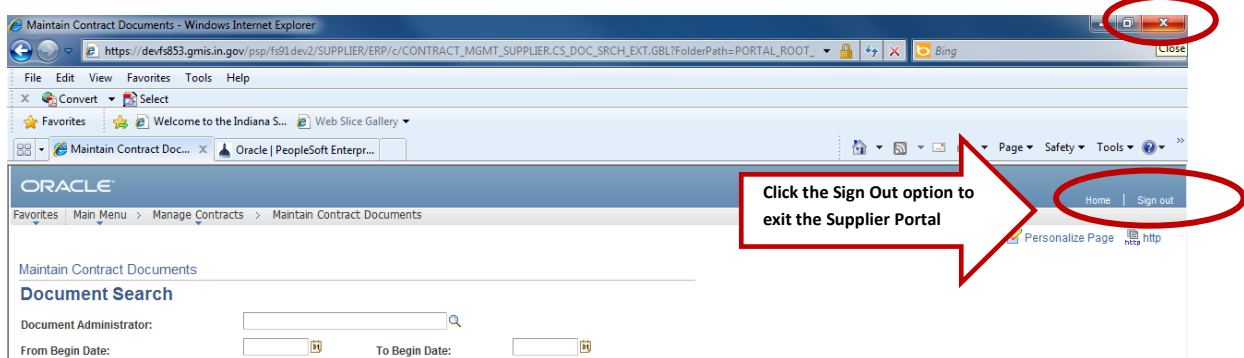 Maintain Contract Documents - Windows Internet Explorer
https://devfs853.gmis.in.gov/psp/fs91dev2/SUPPLIER/ERP/c/CONTRACT_MGMT_SUPPLIER.CS_DOC_SRCH_EXT.GBL?FolderPath=PORTAL_ROOT_ Bing
Close
File Edit View Favorites Tools Help
X Convert Select
Favorites Welcome to the Indiana S... Web Slice Gallery
Maintain Contract Doc... X Oracle | PeopleSoft Enterpr... Page Safety Tools
ORACLE
Home | Sign out
Favorites Main Menu > Manage Contracts > Maintain Contract Documents
Click the Sign Out option to
exit the Supplier Portal
Personalize Page http
Maintain Contract Documents
Document Search
Document Administrator:
From Begin Date: To Begin Date: